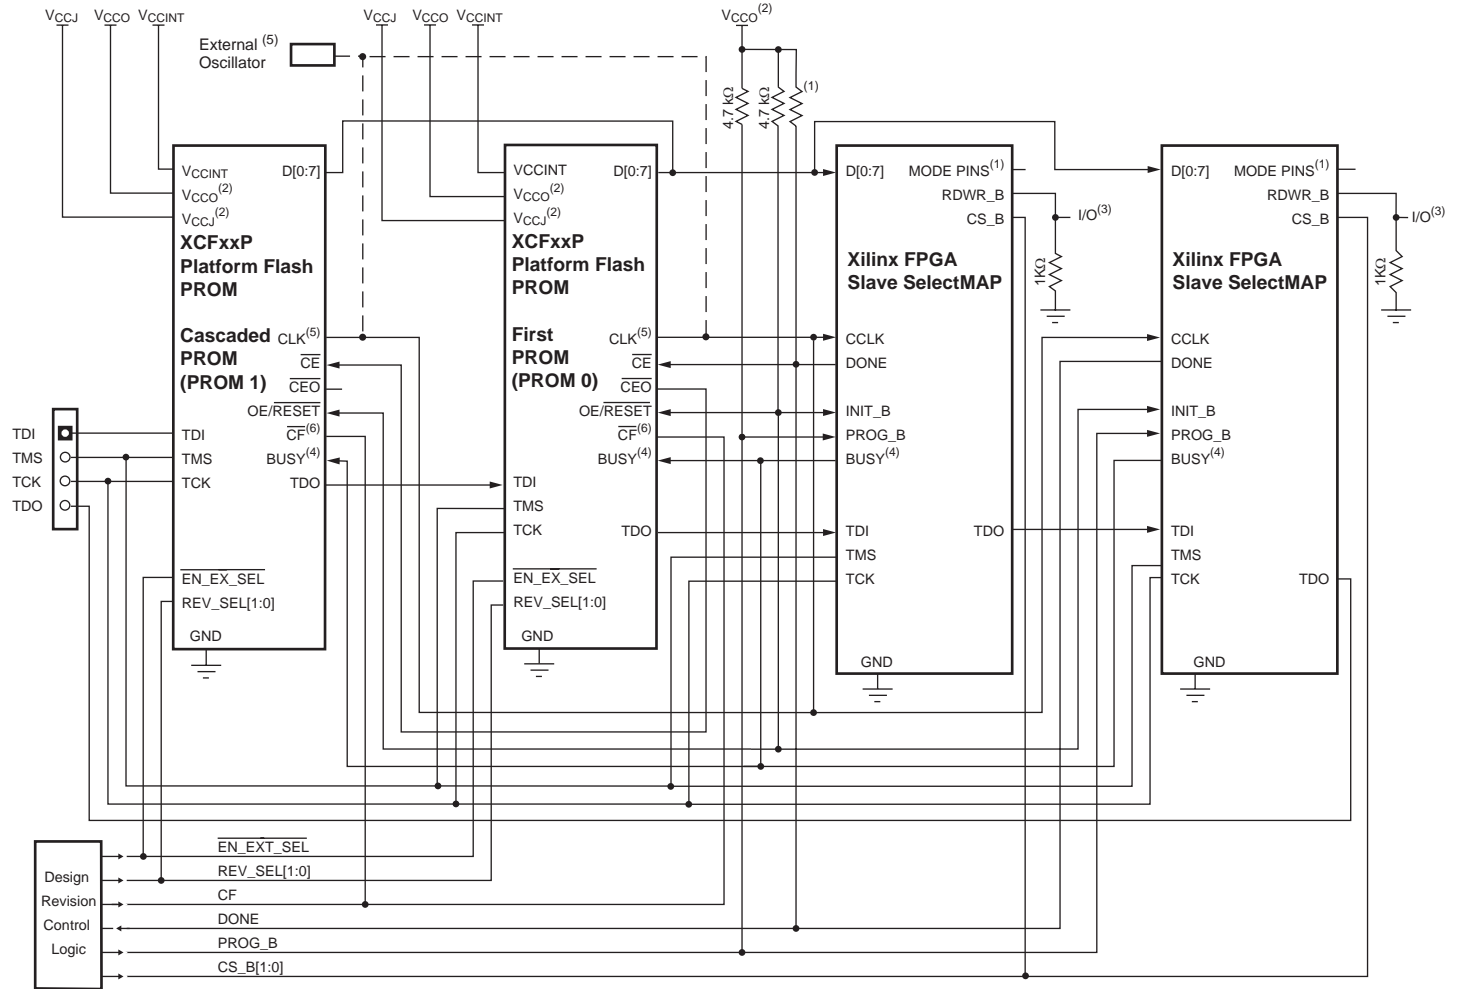 VCCJ VCCO VCCINT
VCCJ VCCO VCCINT
VCCO(2)
External (5)
Oscillator
4.7 kΩ
4.7 kΩ
(1)
VCCINT
VCCO(2)
VCCJ(2)
D[0:7]
XCFxxP
Platform Flash
PROM
Cascaded
PROM
(PROM 1)
CLK(5)
CE
CEO
OE/RESET
CF(6)
BUSY(4)
TDO
TDI
TMS
TCK
EN_EX_SEL
REV_SEL[1:0]
GND
TDI
TMS
TCK
TDO
VCCINT
VCCO(2)
VCCJ(2)
D[0:7]
XCFxxP
Platform Flash
PROM
First
PROM
(PROM 0)
CLK(5)
CE
CEO
OE/RESET
CF(6)
BUSY(4)
TDI
TMS
TCK
TDO
EN_EX_SEL
REV_SEL[1:0]
GND
D[0:7]
MODE PINS(1)
RDWR_B
CS_B
I/O(3)
1KΩ
Xilinx FPGA
Slave SelectMAP
CCLK
DONE
INIT_B
PROG_B
BUSY(4)
TDI
TMS
TCK
TDO
GND
D[0:7]
MODE PINS(1)
RDWR_B
CS_B
I/O(3)
1KΩ
Xilinx FPGA
Slave SelectMAP
CCLK
DONE
INIT_B
PROG_B
BUSY(4)
TDI
TMS
TCK
TDO
GND
Design
Revision
Control
Logic
EN_EXT_SEL
REV_SEL[1:0]
CF
DONE
PROG_B
CS_B[1:0]